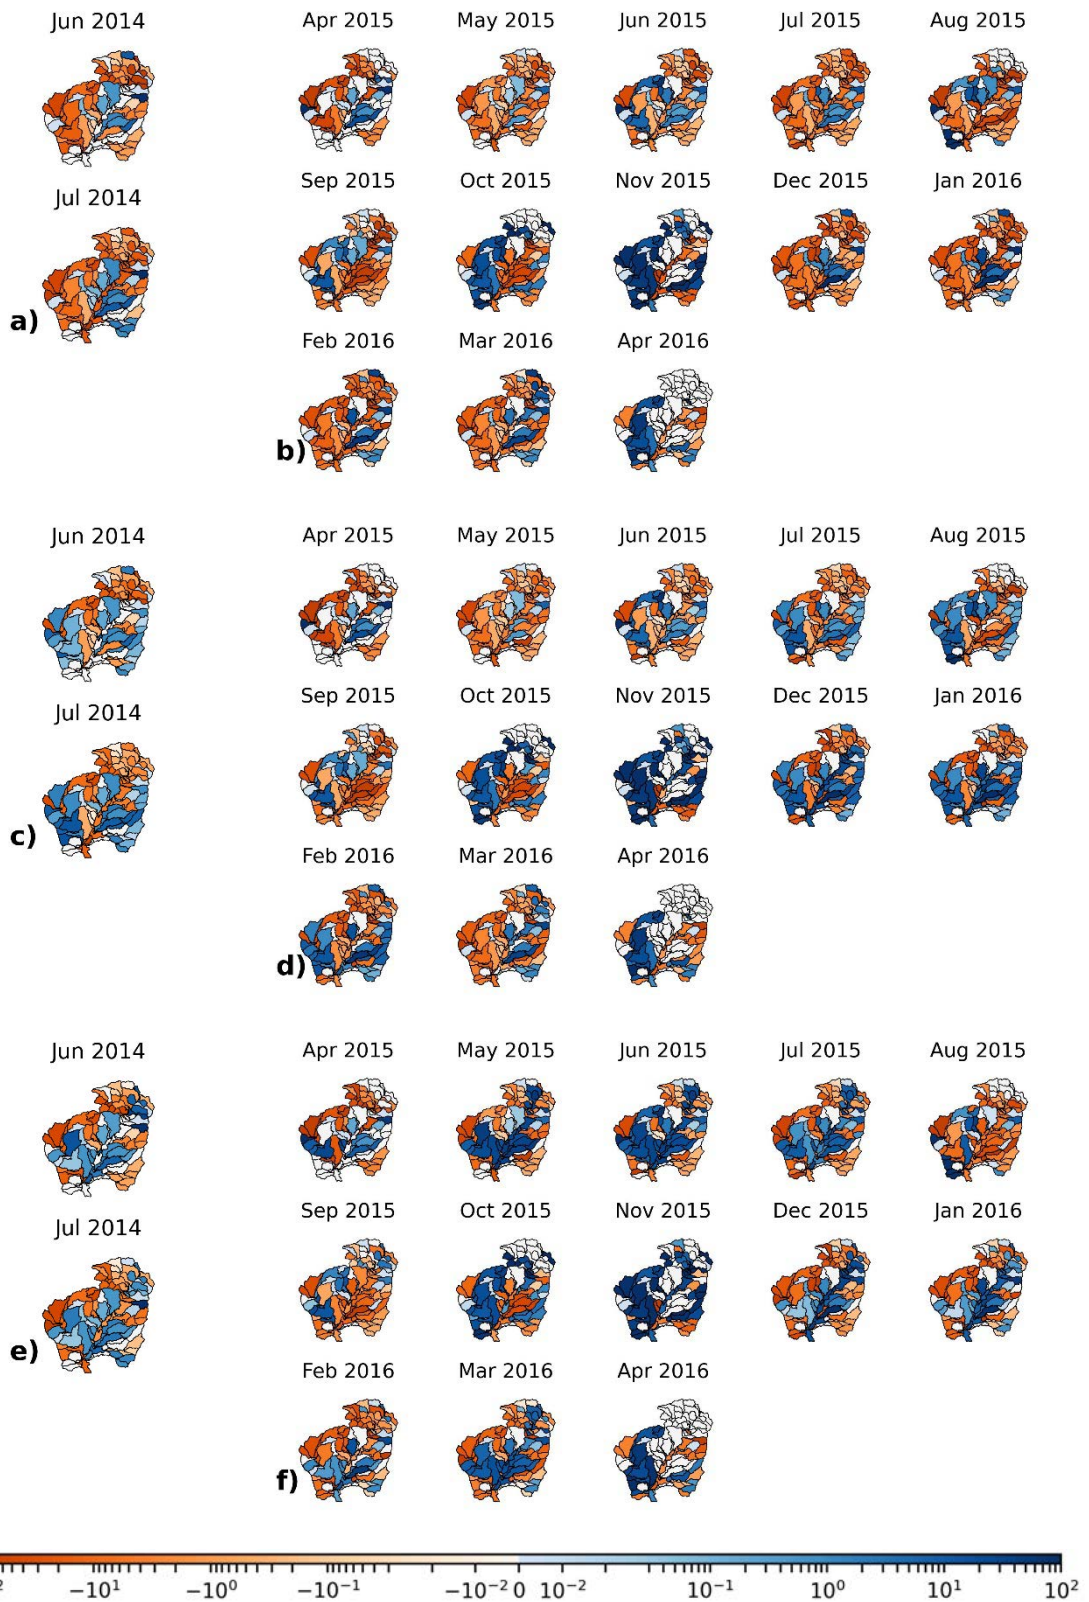 Jun 2014 Apr 2015 May 2015 Jun 2015 Jul 2015 Aug 2015
Jul 2014 Sep 2015 Oct 2015 Nov 2015 Dec 2015 Jan 2016
a)
Feb 2016 Mar 2016 Apr 2016
b)
Jun 2014 Apr 2015 May 2015 Jun 2015 Jul 2015 Aug 2015
Jul 2014 Sep 2015 Oct 2015 Nov 2015 Dec 2015 Jan 2016
c)
Feb 2016 Mar 2016 Apr 2016
d)
Jun 2014 Apr 2015 May 2015 Jun 2015 Jul 2015 Aug 2015
Jul 2014 Sep 2015 Oct 2015 Nov 2015 Dec 2015 Jan 2016
e)
Feb 2016 Mar 2016 Apr 2016
f)
−10¹ −10⁰ −10⁻¹ −10⁻² 0 10⁻² 10⁻¹ 10⁰ 10¹ 10²